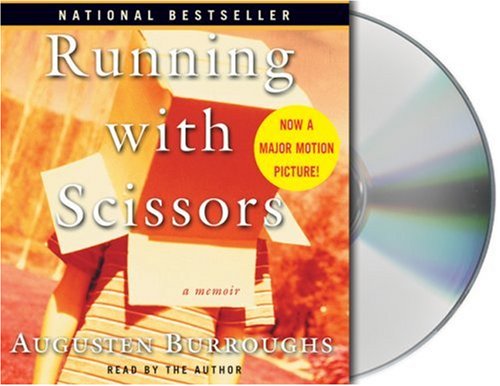 NATIONAL BESTSELLER
Running
with
Scissors
NOW A
MAJOR MOTION
PICTURE!
a memoir
AUGUSTEN BURROUGHS
READ BY THE AUTHOR